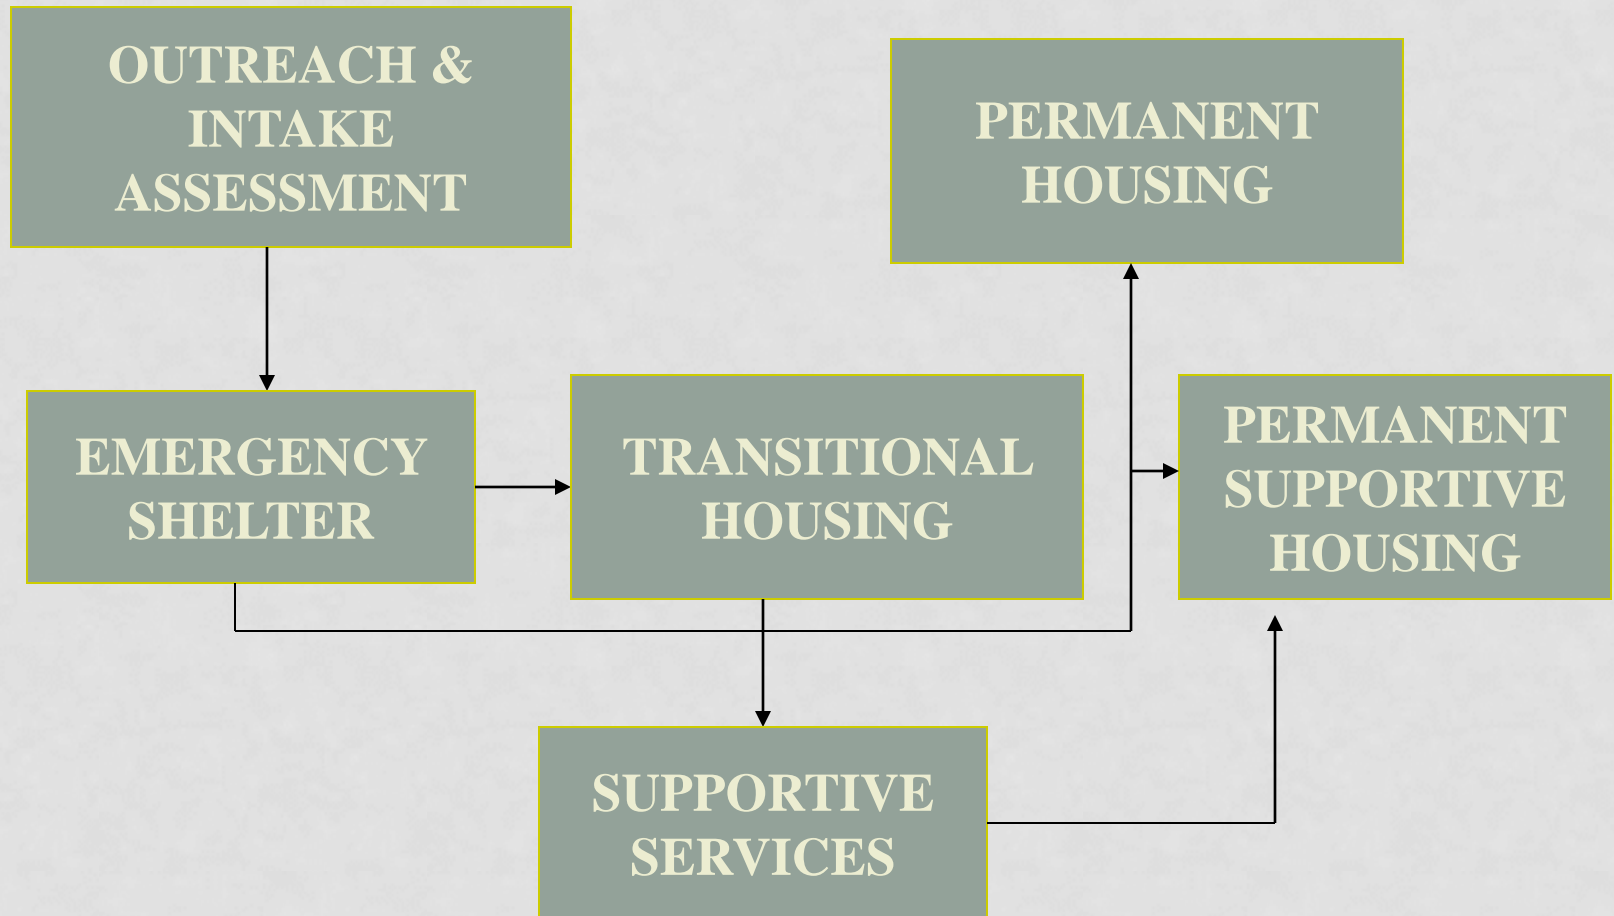 OUTREACH &
INTAKE
ASSESSMENT
PERMANENT
HOUSING
EMERGENCY
SHELTER
TRANSITIONAL
HOUSING
PERMANENT
SUPPORTIVE
HOUSING
SUPPORTIVE
SERVICES